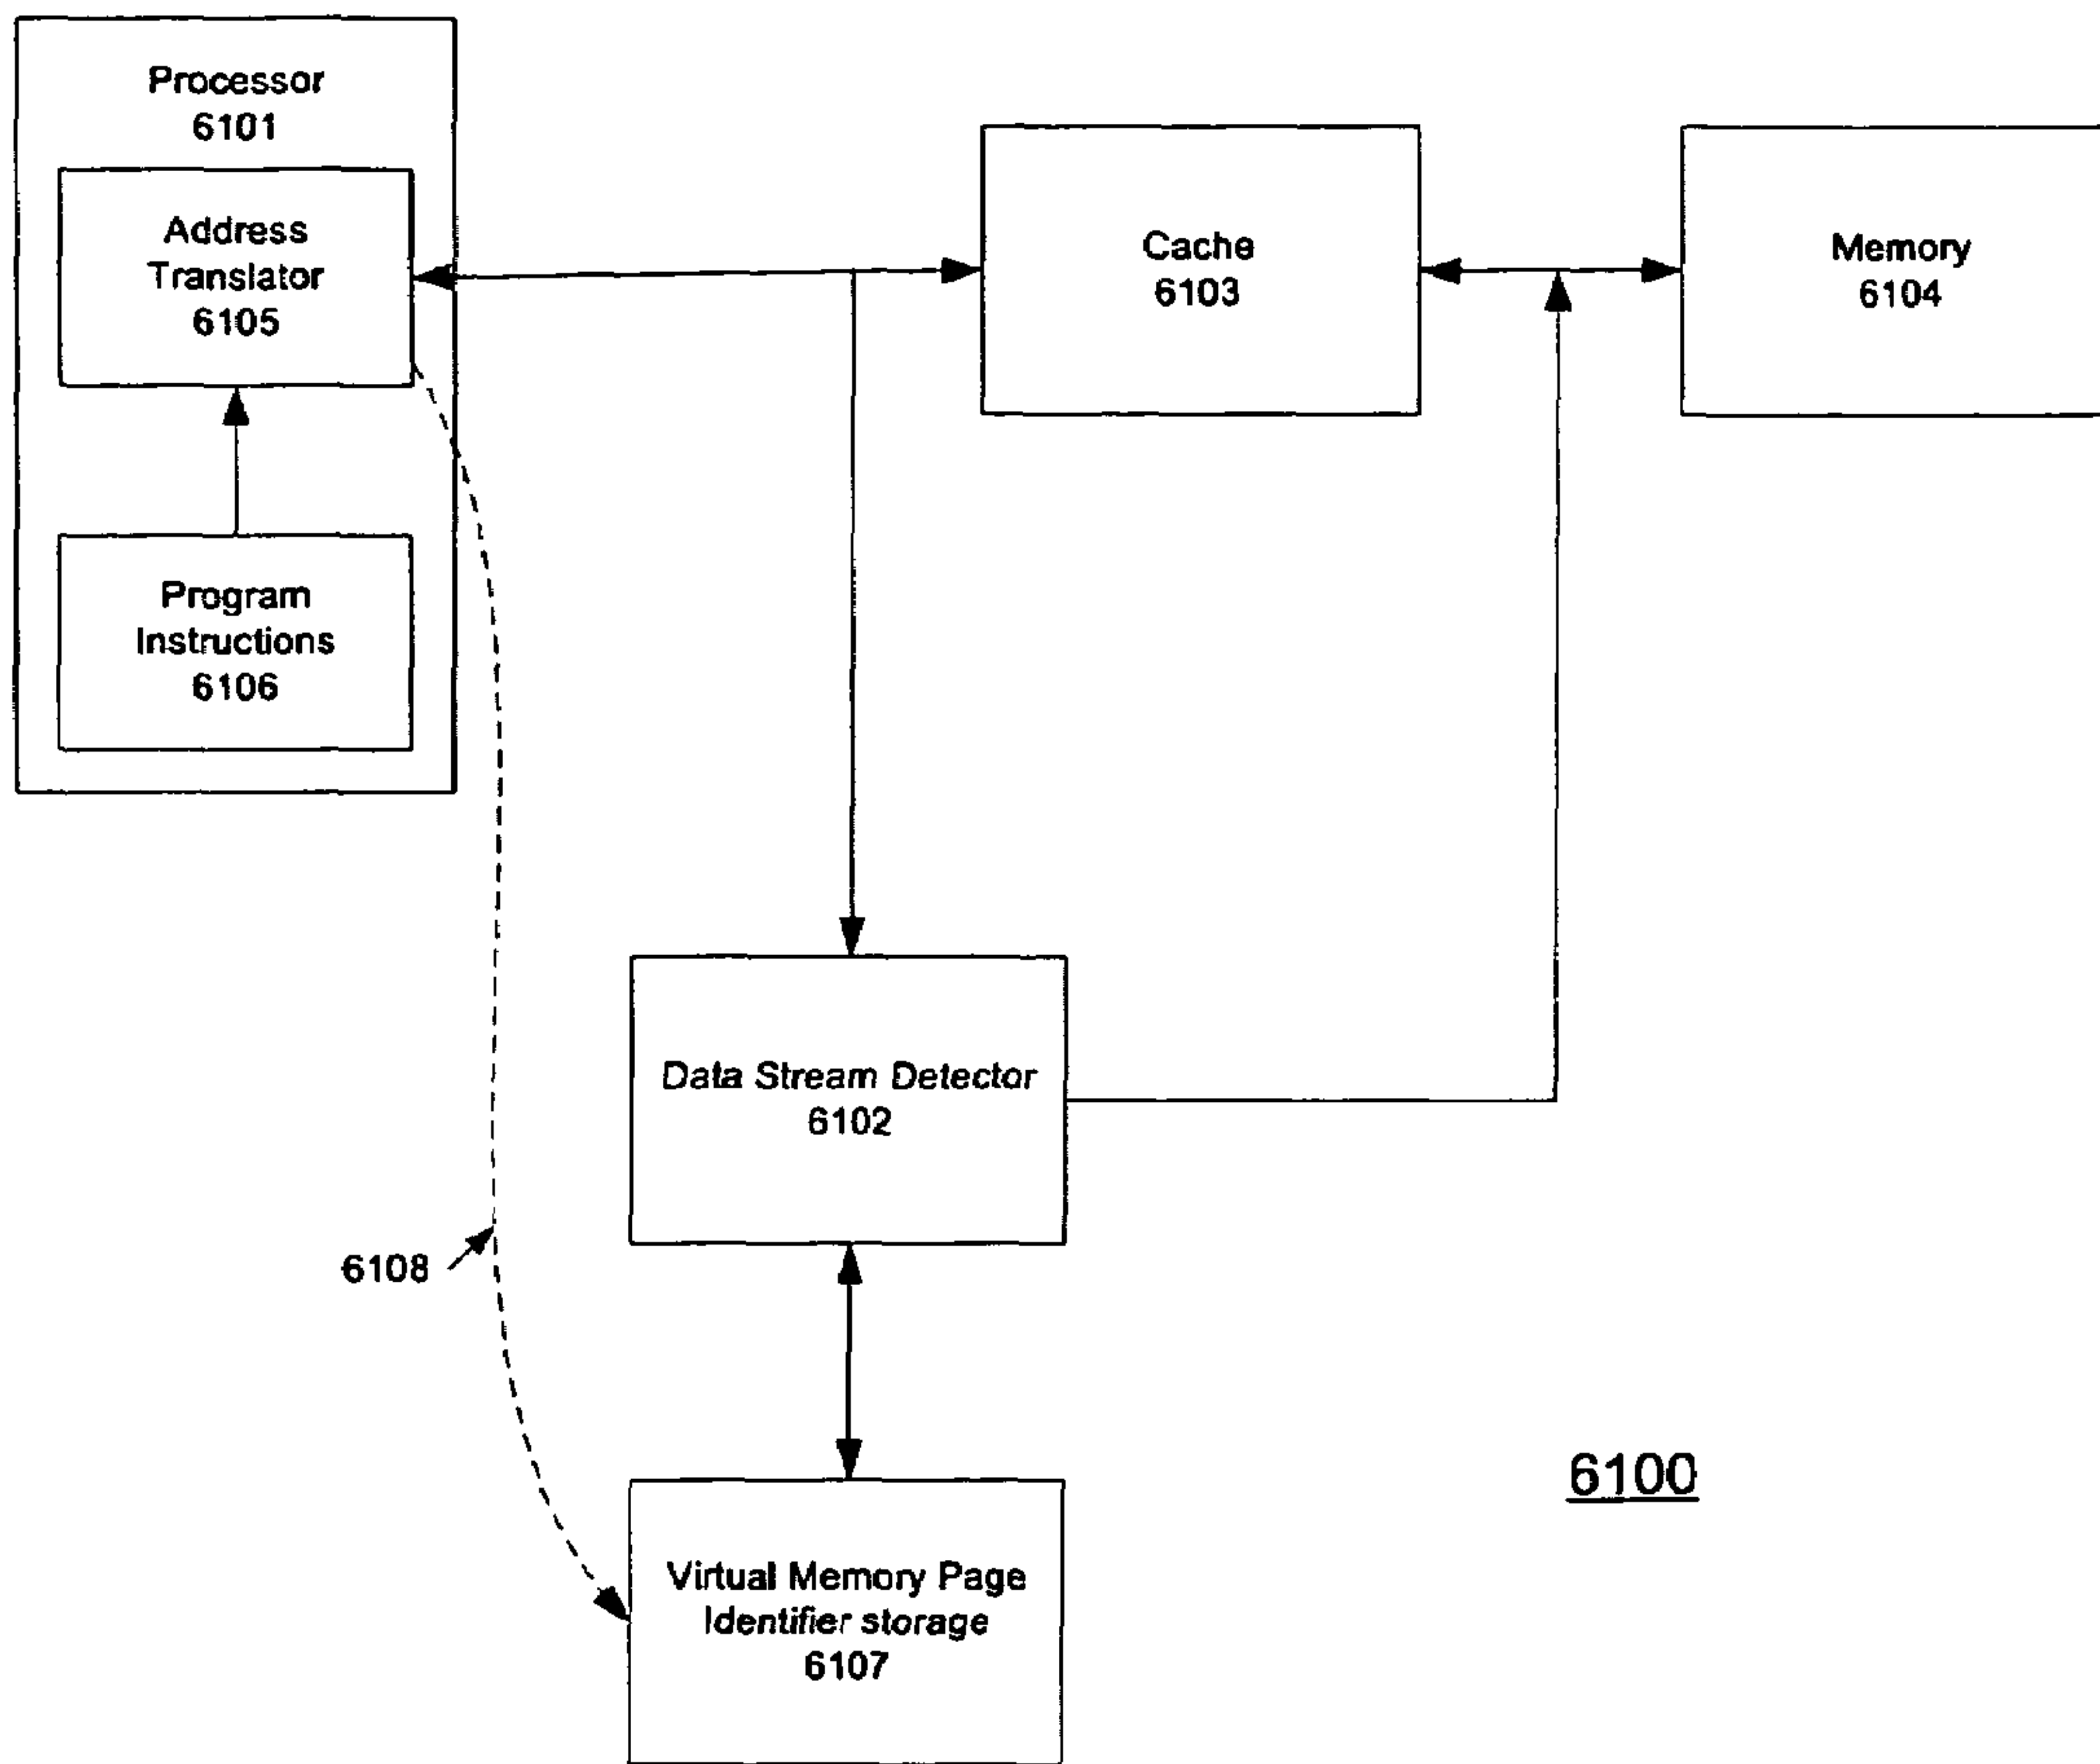 Processor
6101
Address
Translator
6105
Program
Instructions
6106
Cache
6103
Memory
6104
Data Stream Detector
6102
6108
Virtual Memory Page
Identifier storage
6107
6100